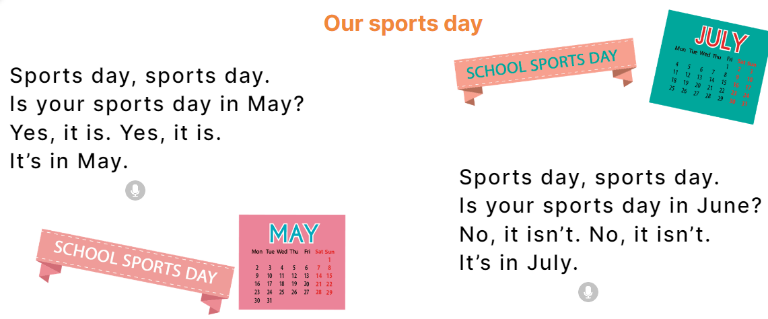 Our sports day
Sports day, sports day.
Is your sports day in May?
Yes, it is. Yes, it is.
It's in May.
SCHOOL SPORTS DAY
MAY
Mon Tue Wed Thu Fri Sat Sun
1
2 3 4 5 6 7 8
9 10 11 12 13 14 15
16 17 18 19 20 21 22
23 24 25 26 27 28 29
30 31
SCHOOL SPORTS DAY
JULY
Mon Tue Wed Thu Fri Sat Sun
Sports day, sports day.
Is your sports day in June?
No, it isn't. No, it isn't.
It's in July.